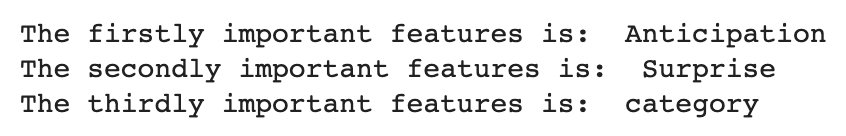 The firstly important features is:  Anticipation
The secondly important features is:  Surprise
The thirdly important features is:  category